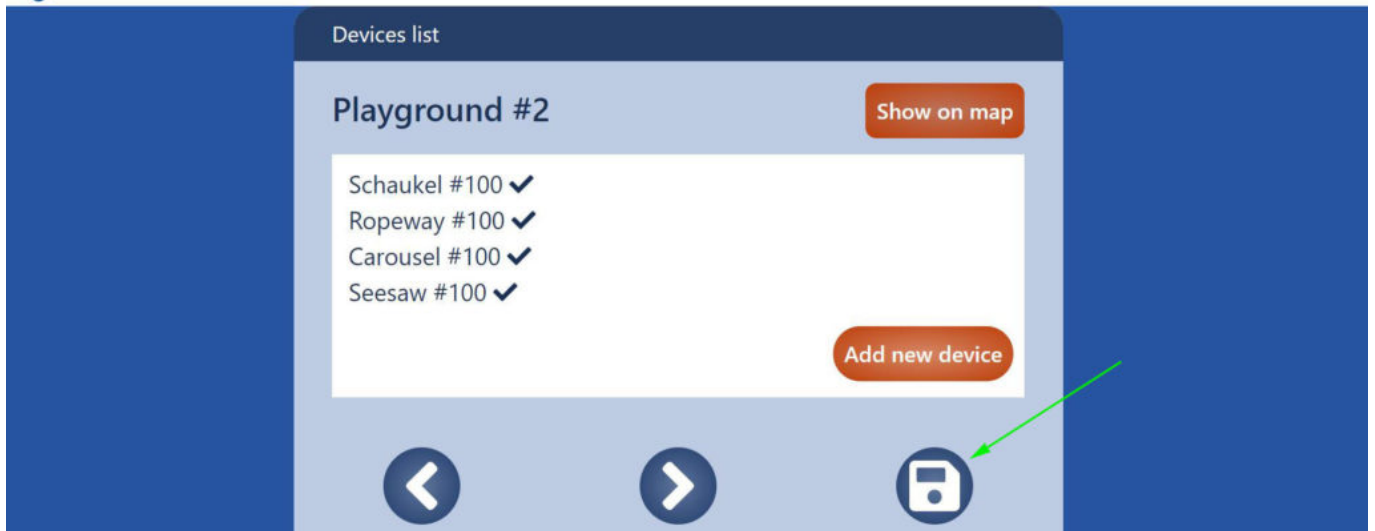 Devices list
Playground #2
Show on map
Schaukel #100
Ropeway #100
Carousel #100
Seesaw #100
Add new device